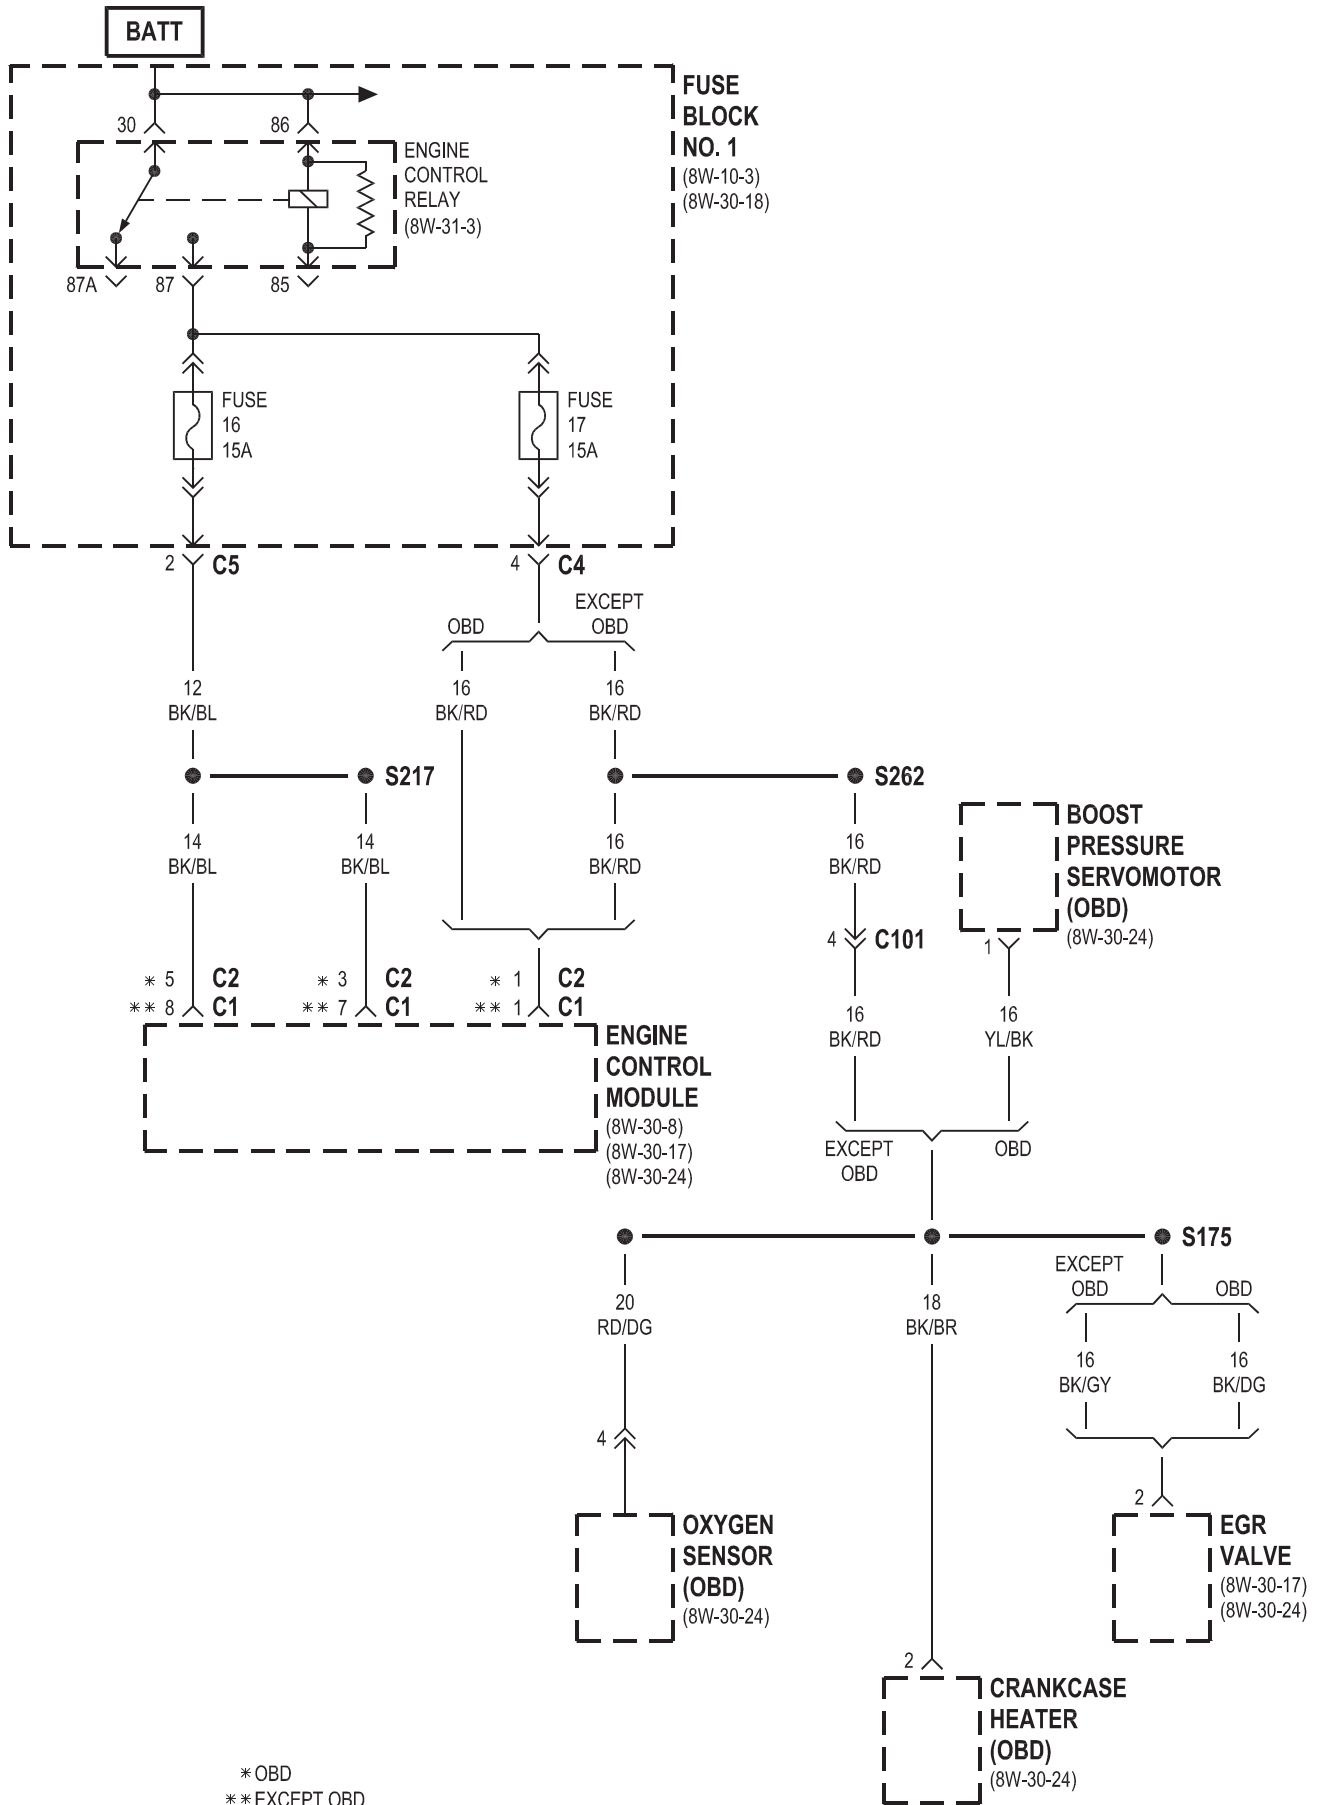 BATT
FUSE
BLOCK
NO. 1
(8W-10-3)
(8W-30-18)
30
86
ENGINE
CONTROL
RELAY
(8W-31-3)
87A
87
85
FUSE
16
15A
FUSE
17
15A
2
C5
4
C4
OBD
EXCEPT
OBD
12
BK/BL
16
BK/RD
16
BK/RD
S217
S262
14
BK/BL
14
BK/BL
16
BK/RD
16
BK/RD
BOOST
PRESSURE
SERVOMOTOR
(OBD)
(8W-30-24)
4
C101
1
* 5 C2
** 8 C1
* 3 C2
** 7 C1
* 1 C2
** 1 C1
16
BK/RD
16
YL/BK
ENGINE
CONTROL
MODULE
(8W-30-8)
(8W-30-17)
(8W-30-24)
EXCEPT
OBD
OBD
S175
20
RD/DG
18
BK/BR
EXCEPT
OBD
OBD
16
BK/GY
16
BK/DG
4
2
OXYGEN
SENSOR
(OBD)
(8W-30-24)
EGR
VALVE
(8W-30-17)
(8W-30-24)
2
CRANKCASE
HEATER
(OBD)
(8W-30-24)
* OBD
** EXCEPT OBD